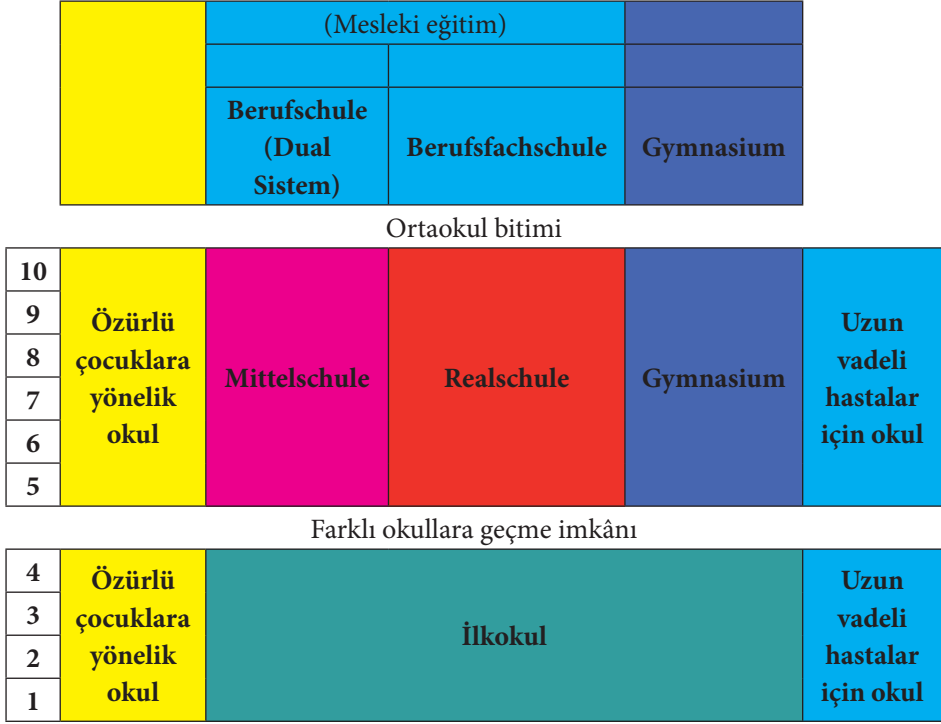 (Mesleki eğitim)
Berufschule
(Dual
Sistem)
Berufsfachschule
Gymnasium
Ortaokul bitimi
10
9
8
7
6
5
Özürlü
çocuklara
yönelik
okul
Mittelschule
Realschule
Gymnasium
Uzun
vadeli
hastalar
için okul
Farklı okullara geçme imkânı
4
3
2
1
Özürlü
çocuklara
yönelik
okul
İlkokul
Uzun
vadeli
hastalar
için okul